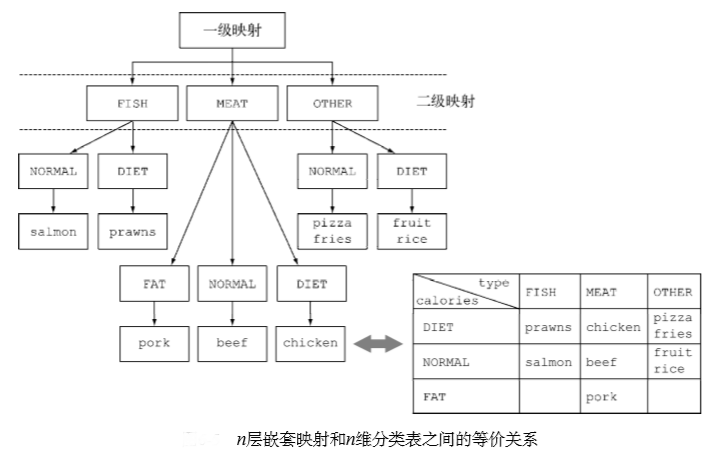 一级映射
FISH MEAT OTHER 二级映射
NORMAL DIET NORMAL DIET
salmon prawns pizza fries fruit rice
FAT NORMAL DIET
pork beef chicken
type calories FISH MEAT OTHER
DIET prawns chicken pizza fries
NORMAL salmon beef fruit rice
FAT pork
n层嵌套映射和n维分类表之间的等价关系